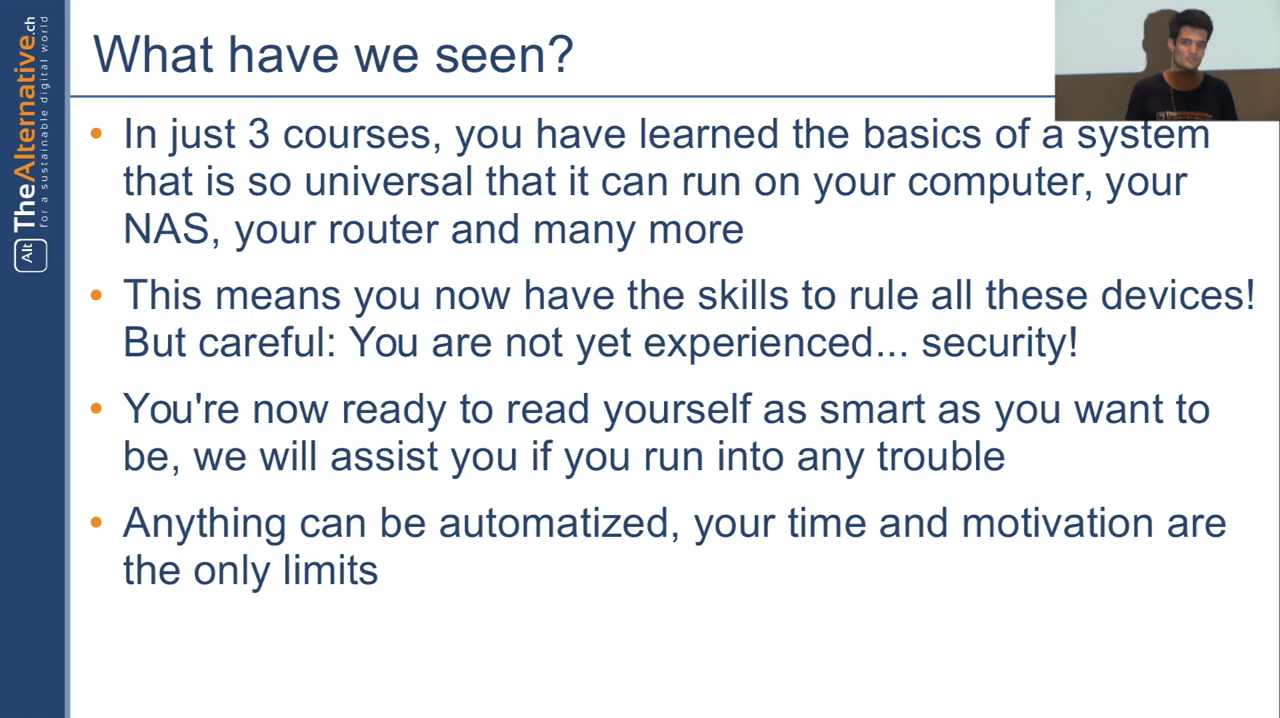 What have we seen?
In just 3 courses, you have learned the basics of a system
that is so universal that it can run on your computer, your
NAS, your router and many more
This means you now have the skills to rule all these devices!
But careful: You are not yet experienced... security!
You're now ready to read yourself as smart as you want to
be, we will assist you if you run into any trouble
Anything can be automatized, your time and motivation are
the only limits
Alt TheAlternative.ch
for a sustainable digital world